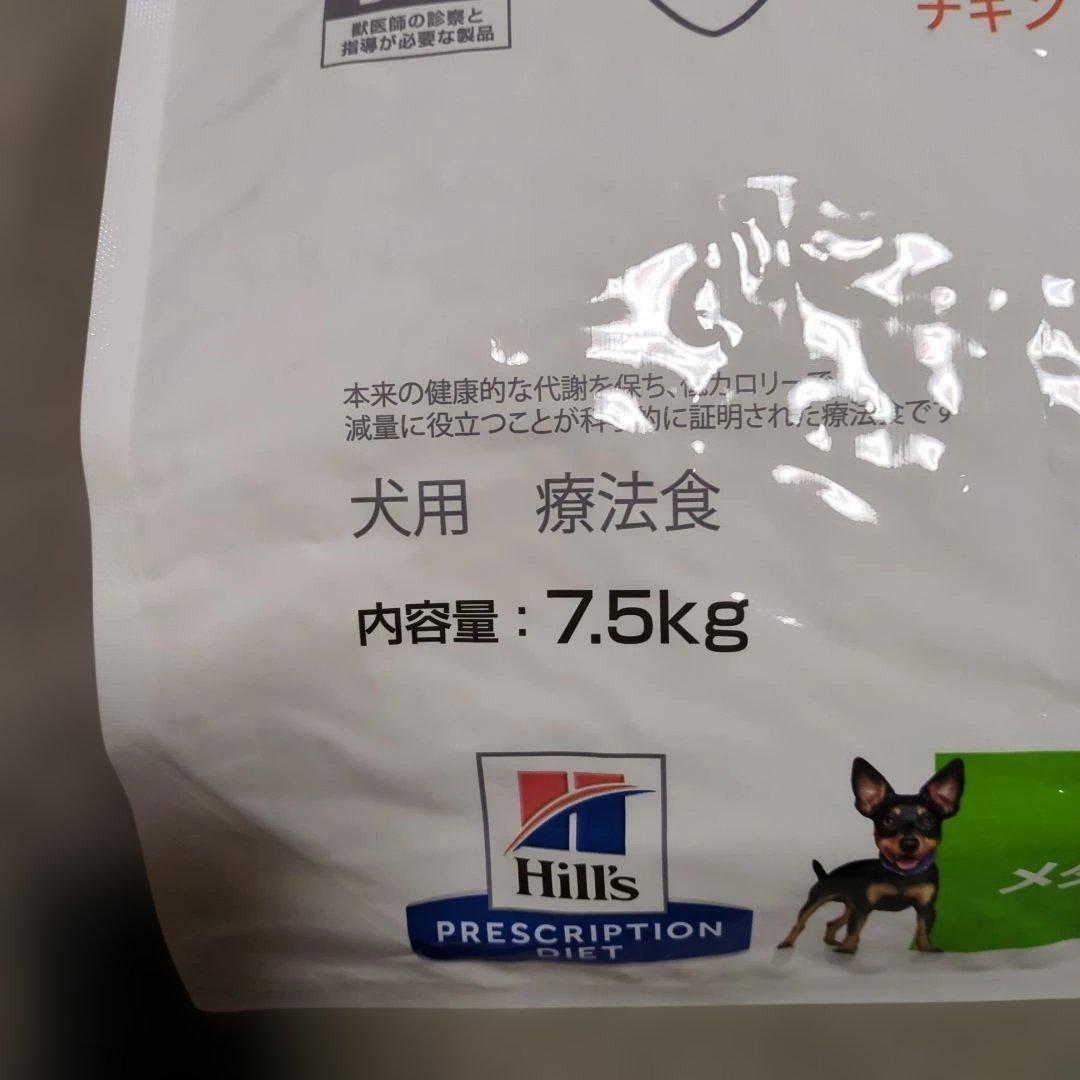 獣医師の診察と
指導が必要な製品
チキン
本来の健康的な代謝を保ち、低カロリーで
減量に役立つことが科学的に証明された療法食です
犬用 療法食
内容量：7.5kg
Hill's
PRESCRIPTION
DIET
メタ